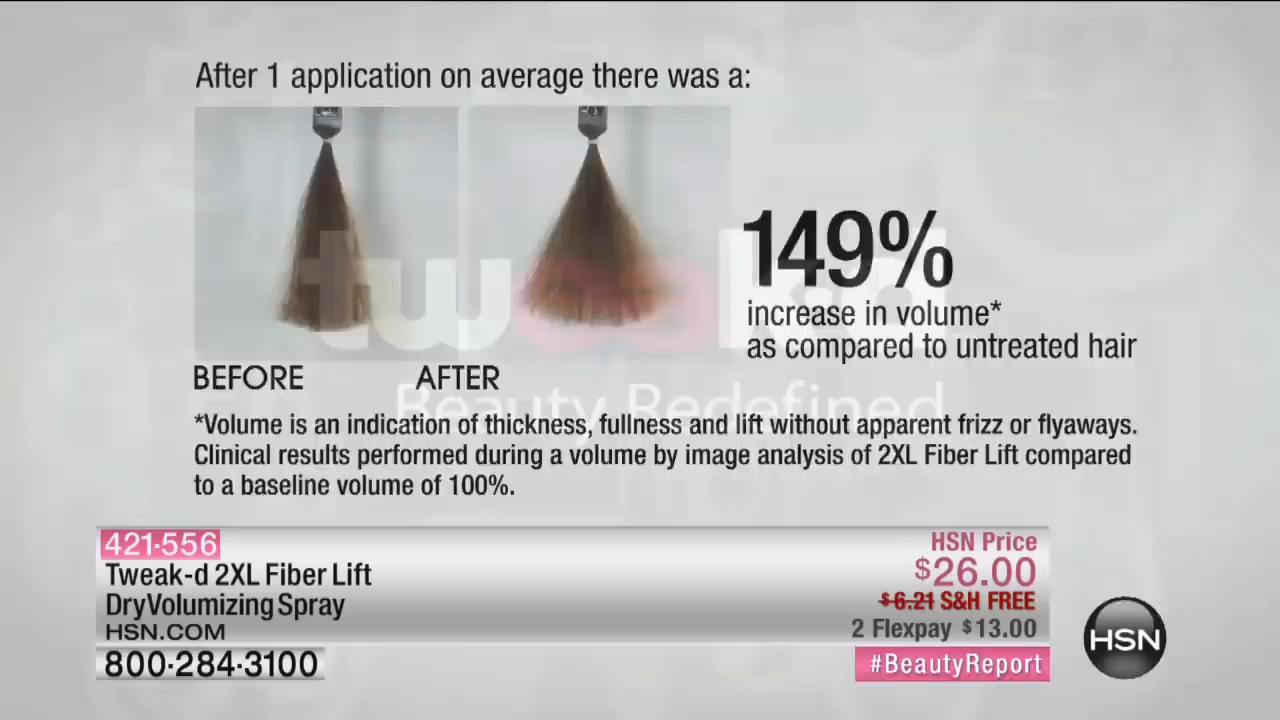 After 1 application on average there was a:
149%
increase in volume*
as compared to untreated hair
BEFORE AFTER
tweak·d
Beauty Redefined
*Volume is an indication of thickness, fullness and lift without apparent frizz or flyaways.
Clinical results performed during a volume by image analysis of 2XL Fiber Lift compared
to a baseline volume of 100%.
421·556
Tweak-d 2XL Fiber Lift
Dry Volumizing Spray
HSN.COM
800·284·3100
HSN Price
$26.00
$6.21 S&H FREE
2 Flexpay $13.00
#BeautyReport
HSN